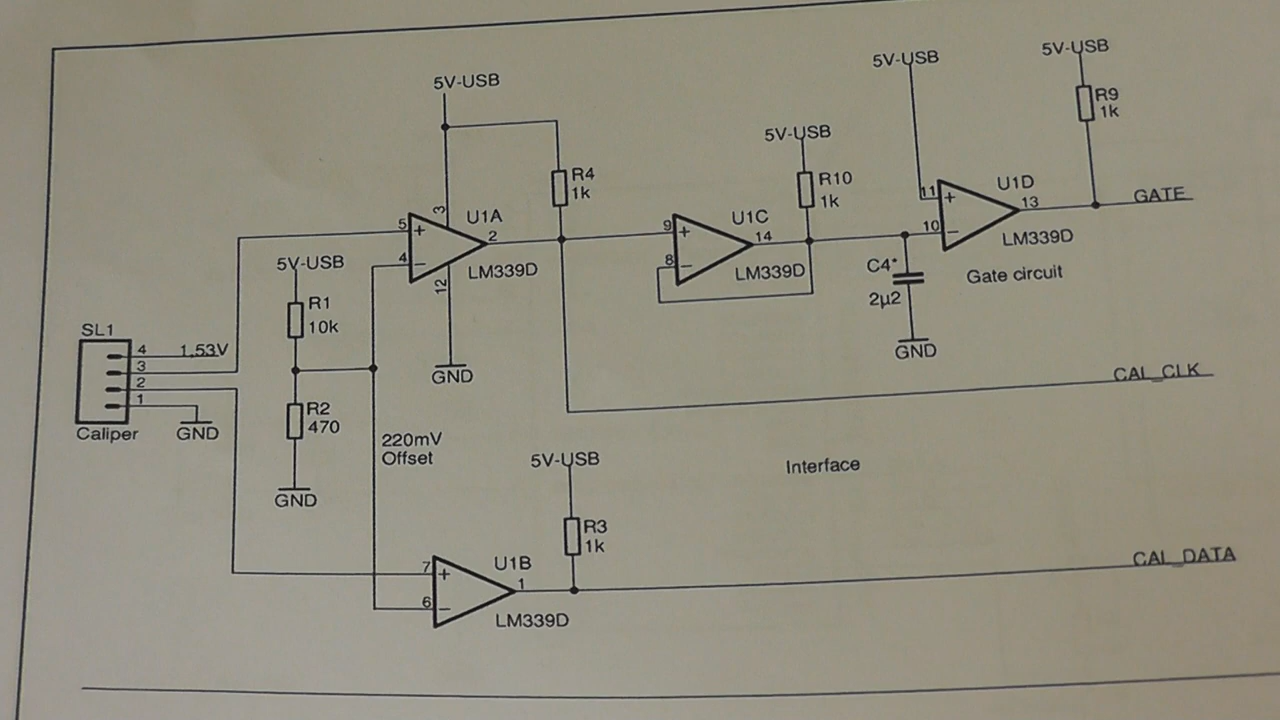 5V-USB
5V-USB
5V-USB
R9
1k
5V-USB
R4
1k
R10
1k
U1D
11
+
10
−
13
GATE
LM339D
Gate circuit
3
5
+
4
−
U1A
2
12
LM339D
9
+
8
−
U1C
14
LM339D
C4*
2µ2
GND
5V-USB
R1
10k
GND
SL1
4
1.53V
3
2
1
Caliper
GND
R2
470
GND
220mV
Offset
CAL_CLK
Interface
5V-USB
R3
1k
7
+
6
−
U1B
1
LM339D
CAL_DATA